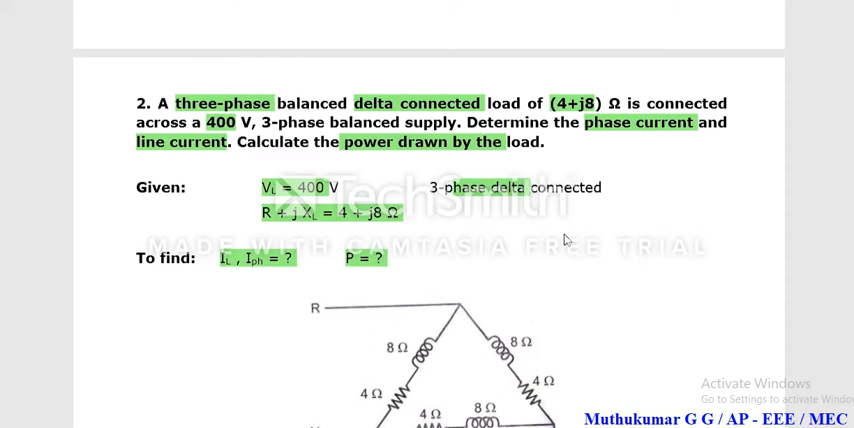 2. A three-phase balanced delta connected load of (4+j8) Ω is connected
across a 400 V, 3-phase balanced supply. Determine the phase current and
line current. Calculate the power drawn by the load.
Given: VL = 400 V 3-phase delta connected
R + j XL = 4 + j8 Ω
TechSmith
MADE WITH CAMTASIA FREE TRIAL
To find: IL , Iph = ? P = ?
R
8 Ω 8 Ω
4 Ω 4 Ω
4 Ω 8 Ω
Activate Windows
Go to Settings to activate Windo
Muthukumar G G / AP - EEE / MEC